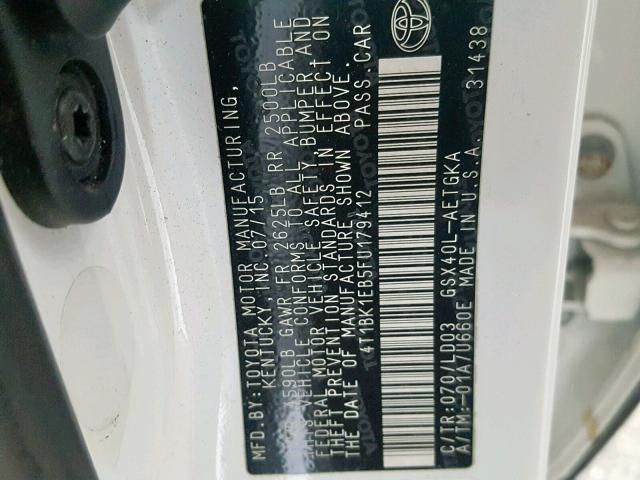 MFD.BY:TOYOTA MOTOR MANUFACTURING,
KENTUCKY,INC. 07/15
4590LB GAWR FR 2625LB RR 2500LB
VEHICLE CONFORMS TO ALL APPLICABLE
FEDERAL MOTOR VEHICLE SAFETY, BUMPER AND
THEFT PREVENTION STANDARDS IN EFFECT ON
THE DATE OF MANUFACTURE SHOWN ABOVE.
4T1BK1EB5FU179412 PASS.CAR
C/TR:070/LD03 GSX40L-AETGKA
A/TM:-01A/U660E MADE IN U.S.A. 31438